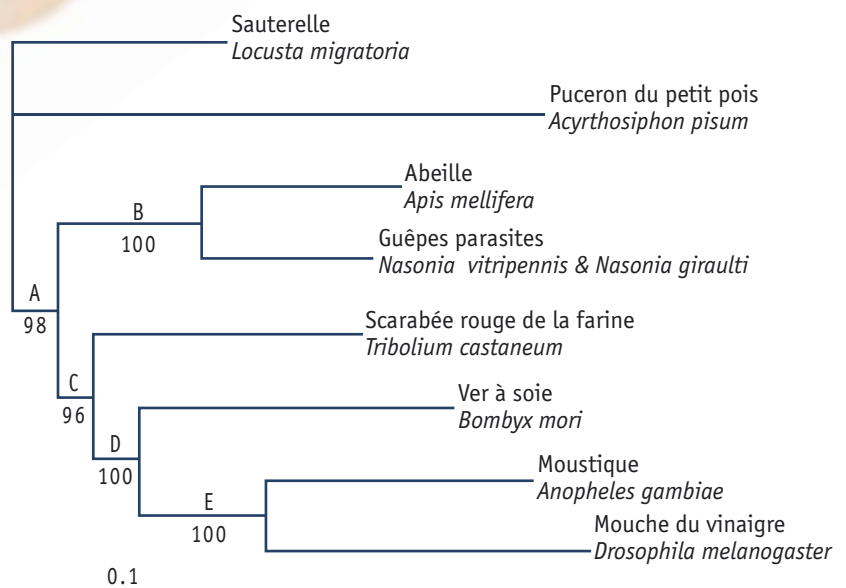 Sauterelle
Locusta migratoria
Puceron du petit pois
Acyrthosiphon pisum
Abeille
Apis mellifera
B
100
Guêpes parasites
Nasonia vitripennis & Nasonia giraulti
A
98
Scarabée rouge de la farine
Tribolium castaneum
C
96
Ver à soie
Bombyx mori
D
100
Moustique
Anopheles gambiae
E
100
Mouche du vinaigre
Drosophila melanogaster
0.1